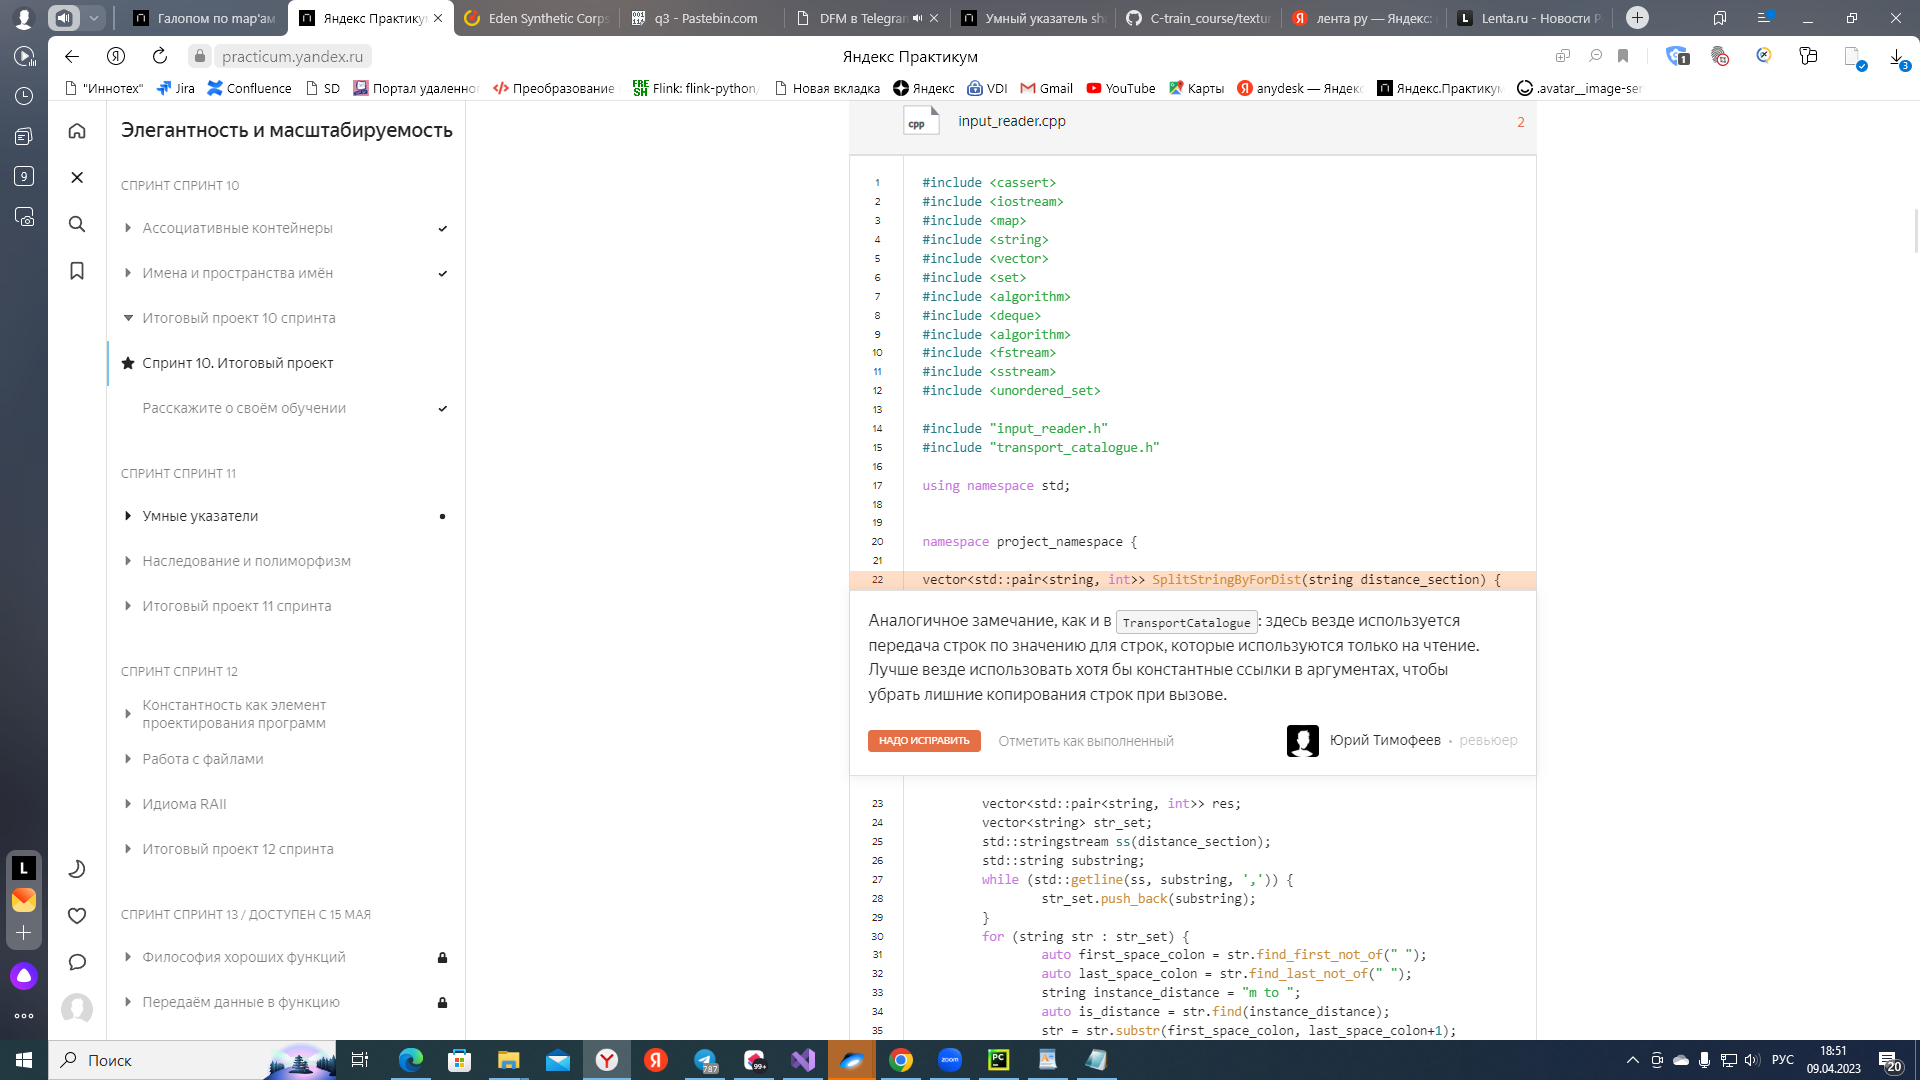 Галопом по map'ам
Яндекс Практикум
Eden Synthetic Corps
q3 - Pastebin.com
DFM в Telegram
Умный указатель sha
C-train_course/textur
лента ру — Яндекс:
Lenta.ru - Новости Р
practicum.yandex.ru
Яндекс Практикум
1
3
"Иннотех"
Jira
Confluence
SD
Портал удаленног
Преобразование
Flink: flink-python/
Новая вкладка
Яндекс
VDI
Gmail
YouTube
Карты
anydesk — Яндекс
Яндекс.Практикум
.avatar__image-ser
9
Элегантность и масштабируемость
СПРИНТ СПРИНТ 10
Ассоциативные контейнеры
Имена и пространства имён
Итоговый проект 10 спринта
Спринт 10. Итоговый проект
Расскажите о своём обучении
СПРИНТ СПРИНТ 11
Умные указатели
Наследование и полиморфизм
Итоговый проект 11 спринта
СПРИНТ СПРИНТ 12
Константность как элемент
проектирования программ
Работа с файлами
Идиома RAII
Итоговый проект 12 спринта
СПРИНТ СПРИНТ 13 / ДОСТУПЕН С 15 МАЯ
Философия хороших функций
Передаём данные в функцию
cpp
input_reader.cpp
2
1 #include <cassert>
2 #include <iostream>
3 #include <map>
4 #include <string>
5 #include <vector>
6 #include <set>
7 #include <algorithm>
8 #include <deque>
9 #include <algorithm>
10 #include <fstream>
11 #include <sstream>
12 #include <unordered_set>
13
14 #include "input_reader.h"
15 #include "transport_catalogue.h"
16
17 using namespace std;
18
19
20 namespace project_namespace {
21
22 vector<std::pair<string, int>> SplitStringByForDist(string distance_section) {
Аналогичное замечание, как и в TransportCatalogue: здесь везде используется
передача строк по значению для строк, которые используются только на чтение.
Лучше везде использовать хотя бы константные ссылки в аргументах, чтобы
убрать лишние копирования строк при вызове.
НАДО ИСПРАВИТЬ
Отметить как выполненный
Юрий Тимофеев • ревьюер
23 vector<std::pair<string, int>> res;
24 vector<string> str_set;
25 std::stringstream ss(distance_section);
26 std::string substring;
27 while (std::getline(ss, substring, ',')) {
28 str_set.push_back(substring);
29 }
30 for (string str : str_set) {
31 auto first_space_colon = str.find_first_not_of(" ");
32 auto last_space_colon = str.find_last_not_of(" ");
33 string instance_distance = "m to ";
34 auto is_distance = str.find(instance_distance);
35 str = str.substr(first_space_colon, last_space_colon+1);
L
Поиск
787
99+
PC
zoom
РУС
18:51
09.04.2023
20